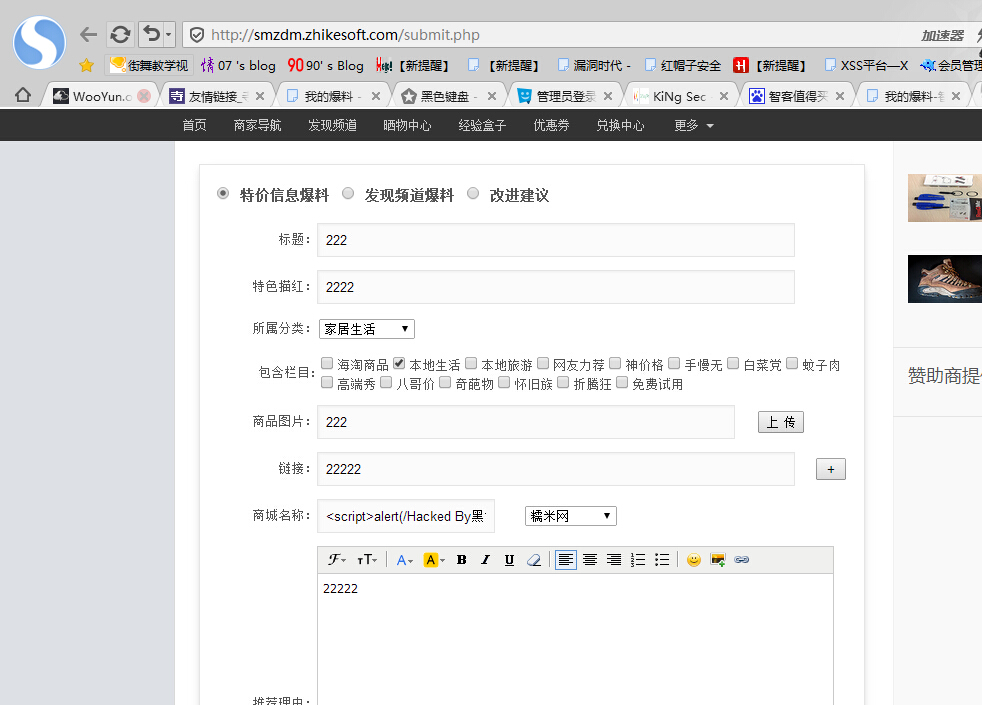 http://smzdm.zhikesoft.com/submit.php 加速器
街舞教学视 07 's blog 90' s Blog 【新提醒】 【新提醒】 漏洞时代 - 红帽子安全 【新提醒】 XSS平台—X 会员管理
WooYun.o 友情链接_ 我的爆料 - 黑色键盘 - 管理员登录 KiNg Sec 智客值得买 我的爆料-智
首页 商家导航 发现频道 晒物中心 经验盒子 优惠券 兑换中心 更多
特价信息爆料 发现频道爆料 改进建议
标题： 222
特色描红： 2222
所属分类： 家居生活
包含栏目： 海淘商品 本地生活 本地旅游 网友力荐 神价格 手慢无 白菜党 蚊子肉
高端秀 八哥价 奇葩物 怀旧族 折腾狂 免费试用
商品图片： 222 上 传
链接： 22222 +
商城名称： <script>alert(/Hacked By黑 糯米网
22222
推荐理由：
赞助商提